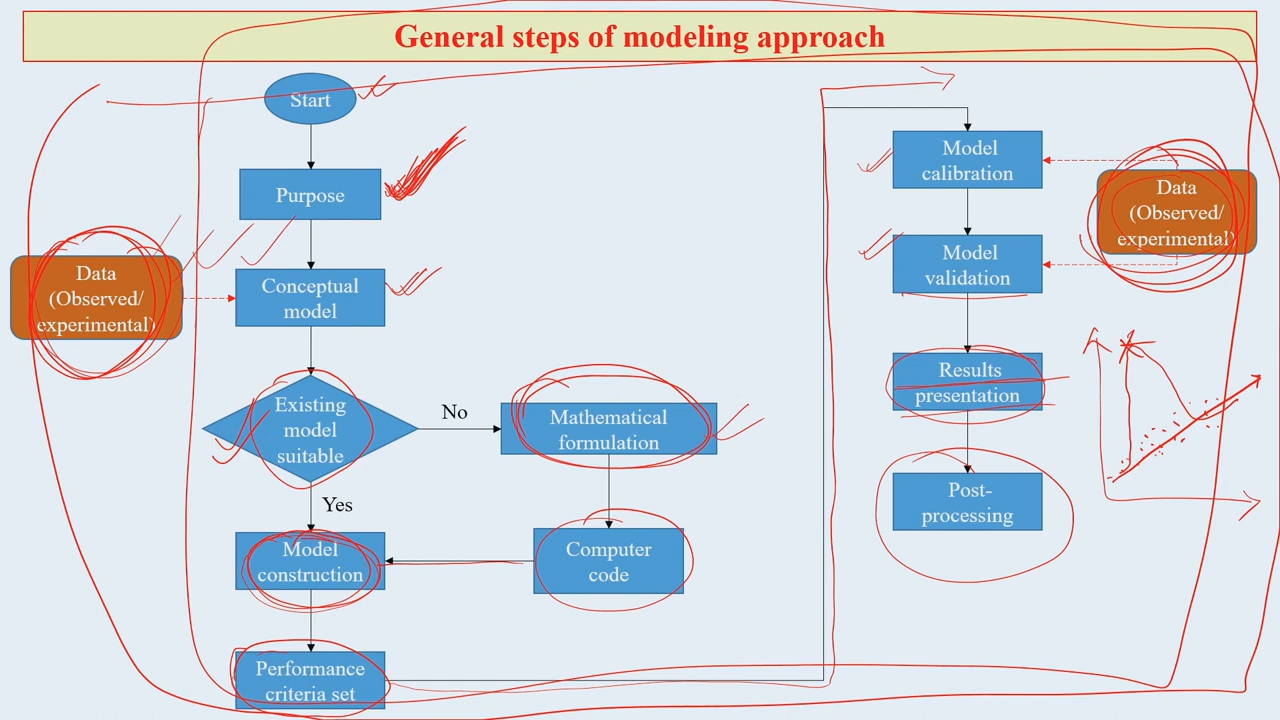 General steps of modeling approach
Start
Purpose
Data
(Observed/
experimental)
Conceptual
model
Existing
model
suitable
No
Mathematical
formulation
Yes
Model
construction
Computer
code
Performance
criteria set
Model
calibration
Data
(Observed/
experimental)
Model
validation
Results
presentation
Post-
processing